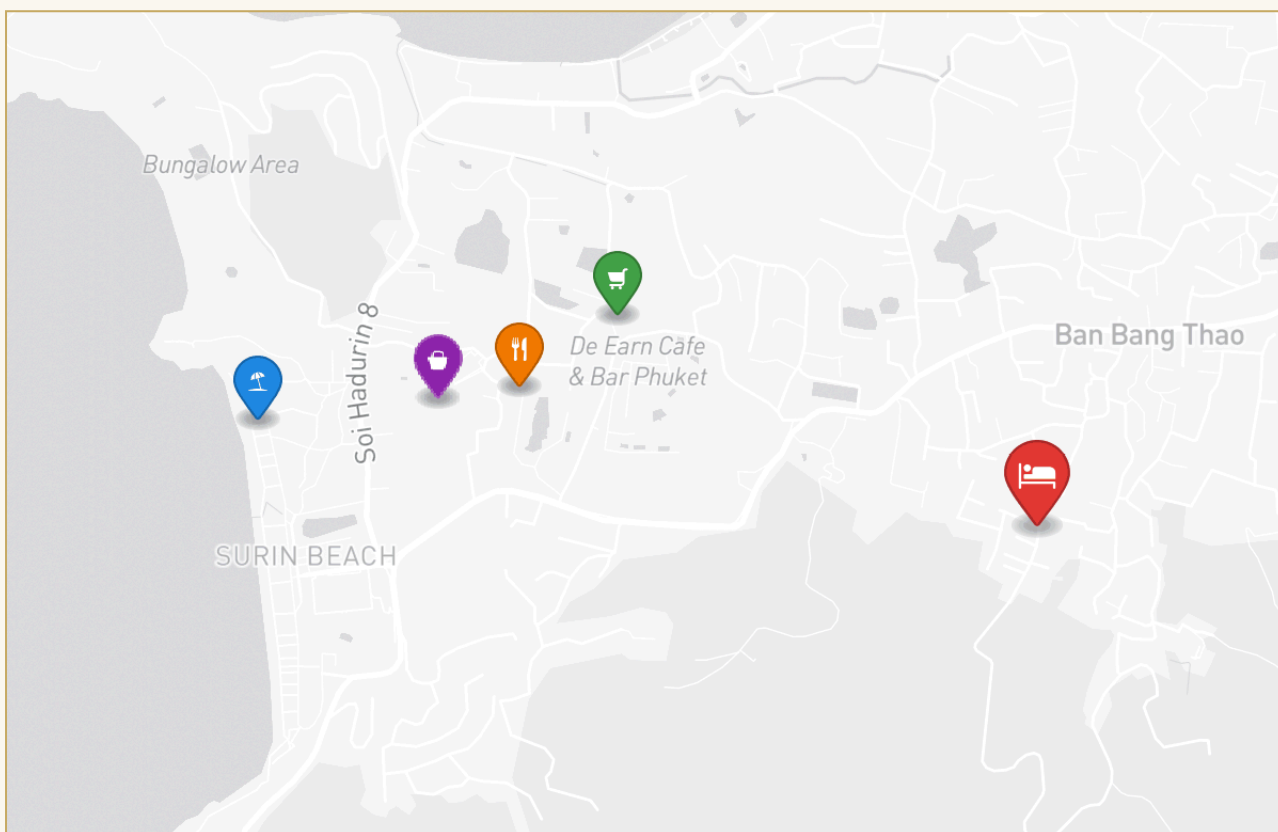 Bungalow Area
Soi Hadurin 8
De Earn Cafe
& Bar Phuket
Ban Bang Thao
SURIN BEACH